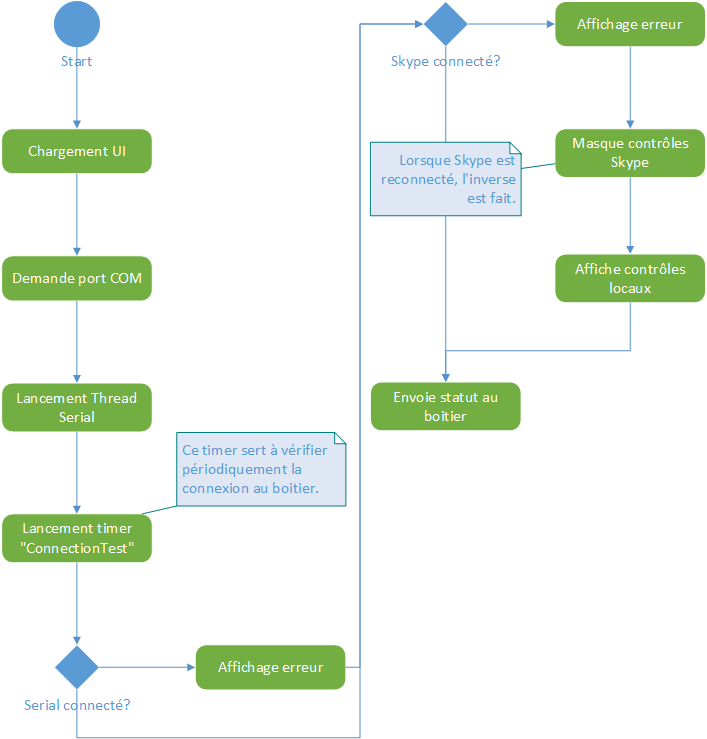 Start
Chargement UI
Demande port COM
Lancement Thread
Serial
Ce timer sert à vérifier
périodiquement la
connexion au boitier.
Lancement timer
"ConnectionTest"
Serial connecté?
Affichage erreur
Skype connecté?
Affichage erreur
Lorsque Skype est
reconnecté, l'inverse
est fait.
Masque contrôles
Skype
Affiche contrôles
locaux
Envoie statut au
boitier